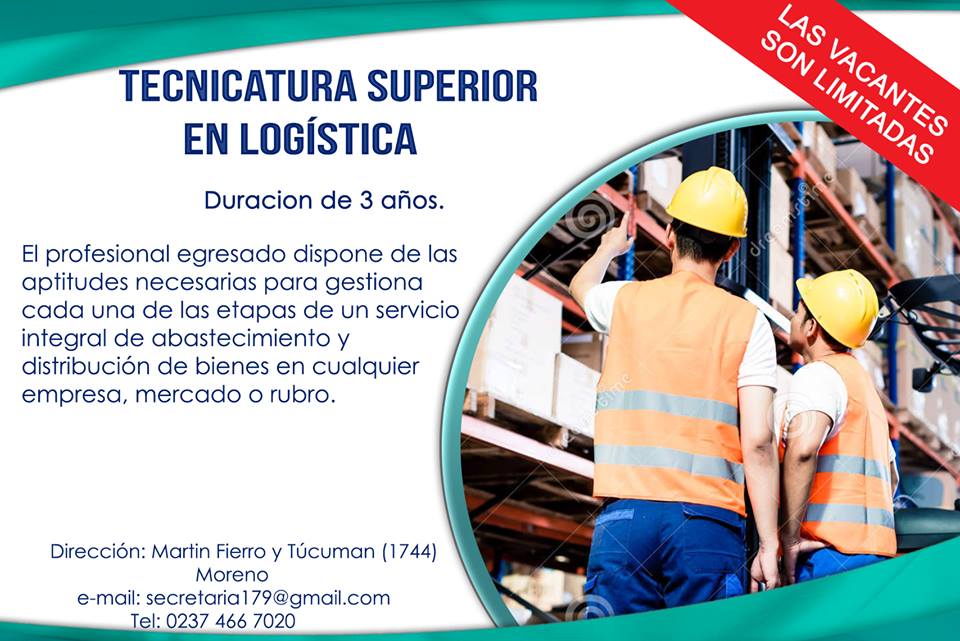 LAS VACANTES
SON LIMITADAS
TECNICATURA SUPERIOR
EN LOGÍSTICA
Duracion de 3 años.
El profesional egresado dispone de las
aptitudes necesarias para gestiona
cada una de las etapas de un servicio
integral de abastecimiento y
distribución de bienes en cualquier
empresa, mercado o rubro.
dreamstime
dreamstime
Dirección: Martin Fierro y Túcuman (1744)
Moreno
e-mail: secretaria179@gmail.com
Tel: 0237 466 7020